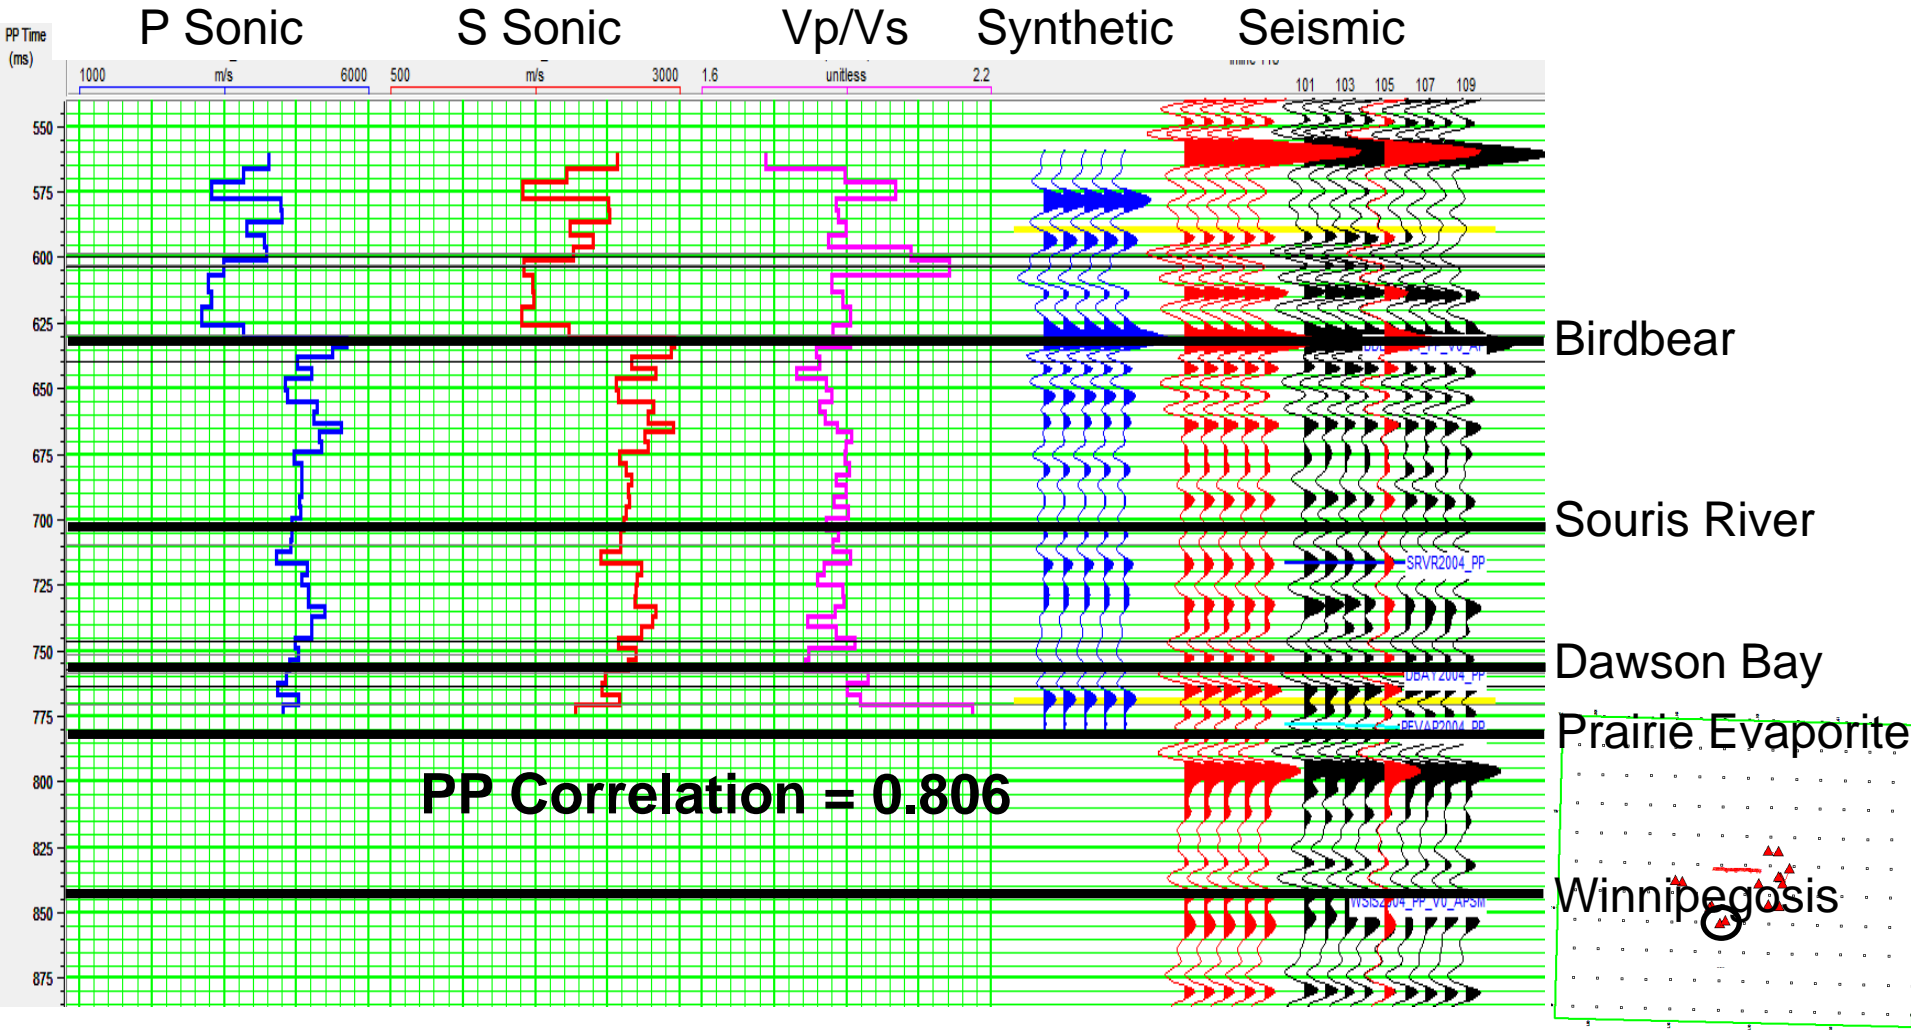 P Sonic S Sonic Vp/Vs Synthetic Seismic
PP Time
(ms)
1000 m/s 6000 500 m/s 3000 1.6 unitless 2.2
101 103 105 107 109
550
575
600
625
Birdbear
650
675
700
Souris River
SRVR2004_PP
725
750
Dawson Bay
DBAY2004_PP
775
PEVAP2004_PP
Prairie Evaporite
800
PP Correlation = 0.806
825
850
Winnipegosis
WSIS2004_PP_V0_APSM
875